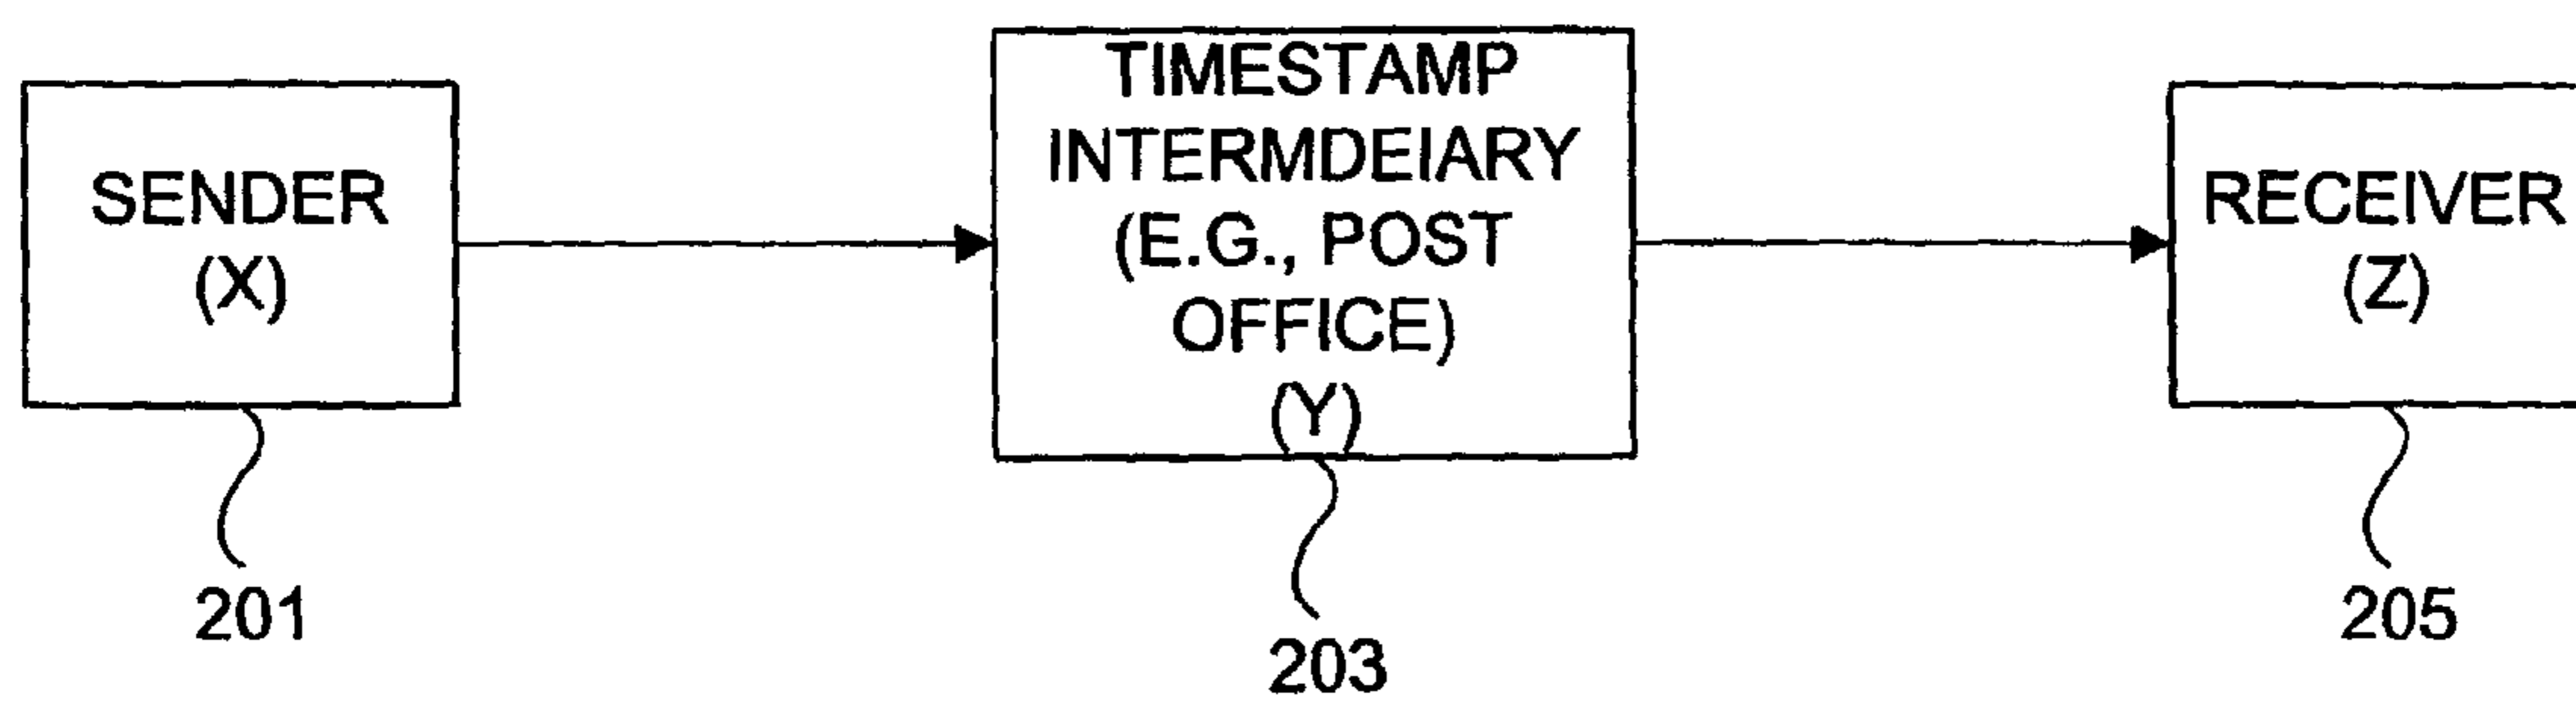 SENDER
(X)
201
TIMESTAMP
INTERMDEIARY
(E.G., POST
OFFICE)
(Y)
203
RECEIVER
(Z)
205